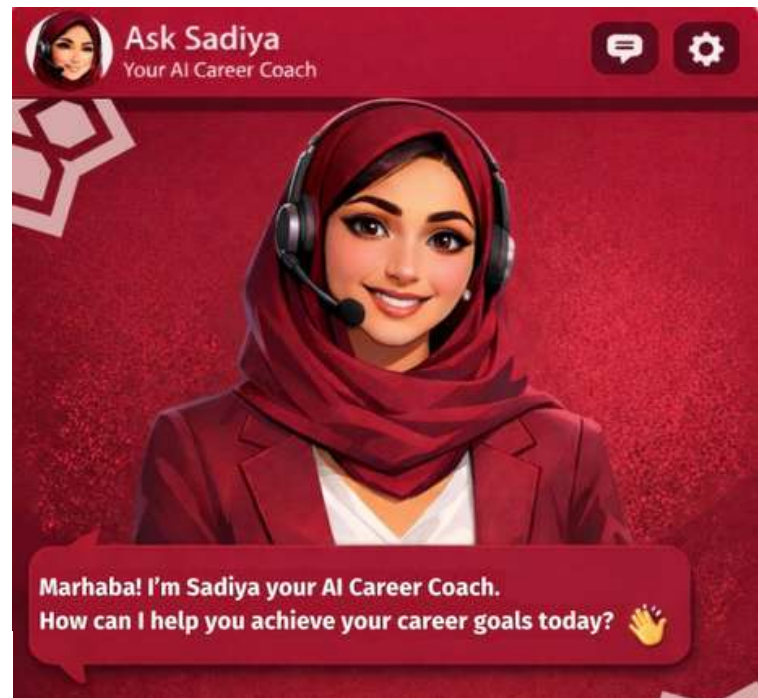 Ask Sadiya
Your AI Career Coach
Marhaba! I'm Sadiya your AI Career Coach.
How can I help you achieve your career goals today? 👋